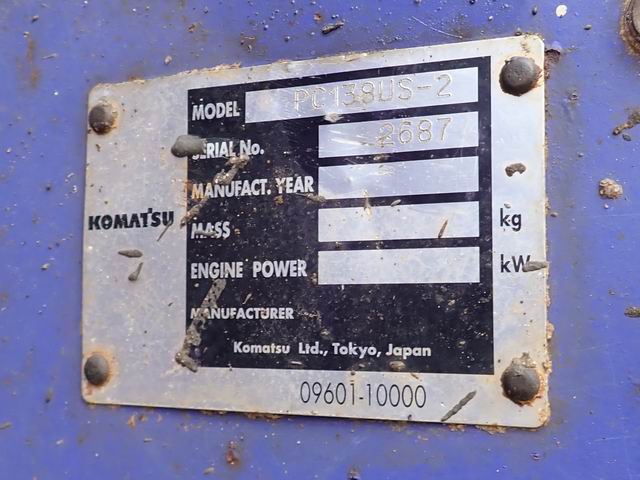 MODEL PC138US-2
SERIAL No. 2687
MANUFACT. YEAR
KOMATSU
MASS kg
ENGINE POWER kW
MANUFACTURER
Komatsu Ltd., Tokyo, Japan
09601-10000